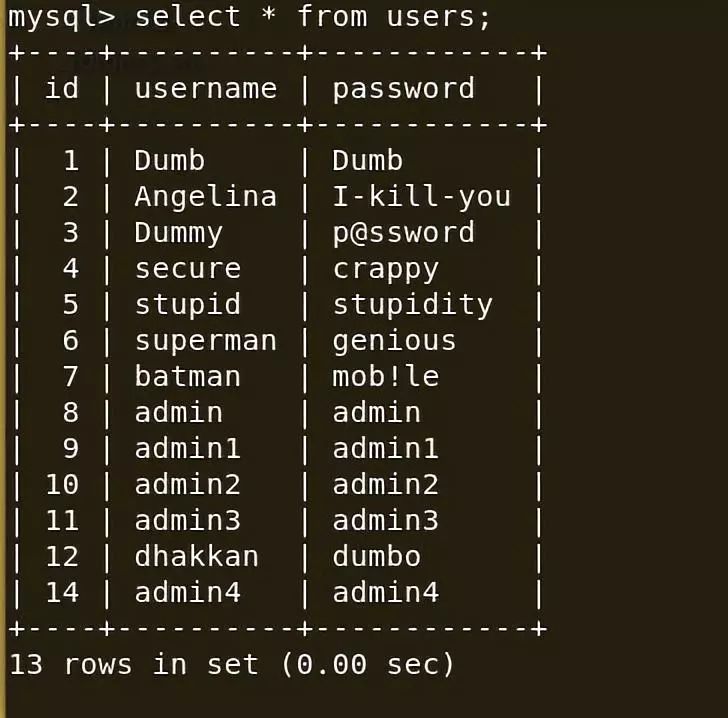 mysql> select * from users;
+----+----------+------------+
| id | username | password   |
+----+----------+------------+
|  1 | Dumb     | Dumb       |
|  2 | Angelina | I-kill-you |
|  3 | Dummy    | p@ssword   |
|  4 | secure   | crappy     |
|  5 | stupid   | stupidity  |
|  6 | superman | genious    |
|  7 | batman   | mob!le     |
|  8 | admin    | admin      |
|  9 | admin1   | admin1     |
| 10 | admin2   | admin2     |
| 11 | admin3   | admin3     |
| 12 | dhakkan  | dumbo      |
| 14 | admin4   | admin4     |
+----+----------+------------+
13 rows in set (0.00 sec)